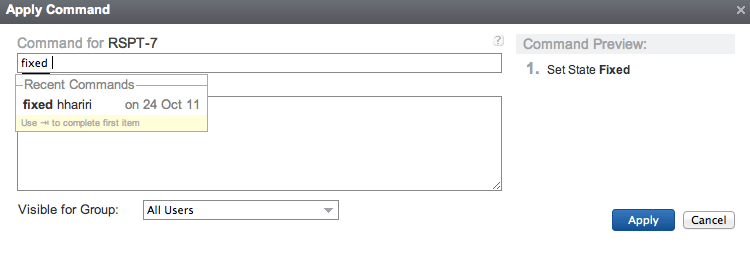 Apply Command
×
Command for RSPT-7
?
fixed
Recent Commands
fixed hhariri on 24 Oct 11
Use ⇥ to complete first item
Visible for Group: All Users
Command Preview:
1. Set State Fixed
Apply Cancel